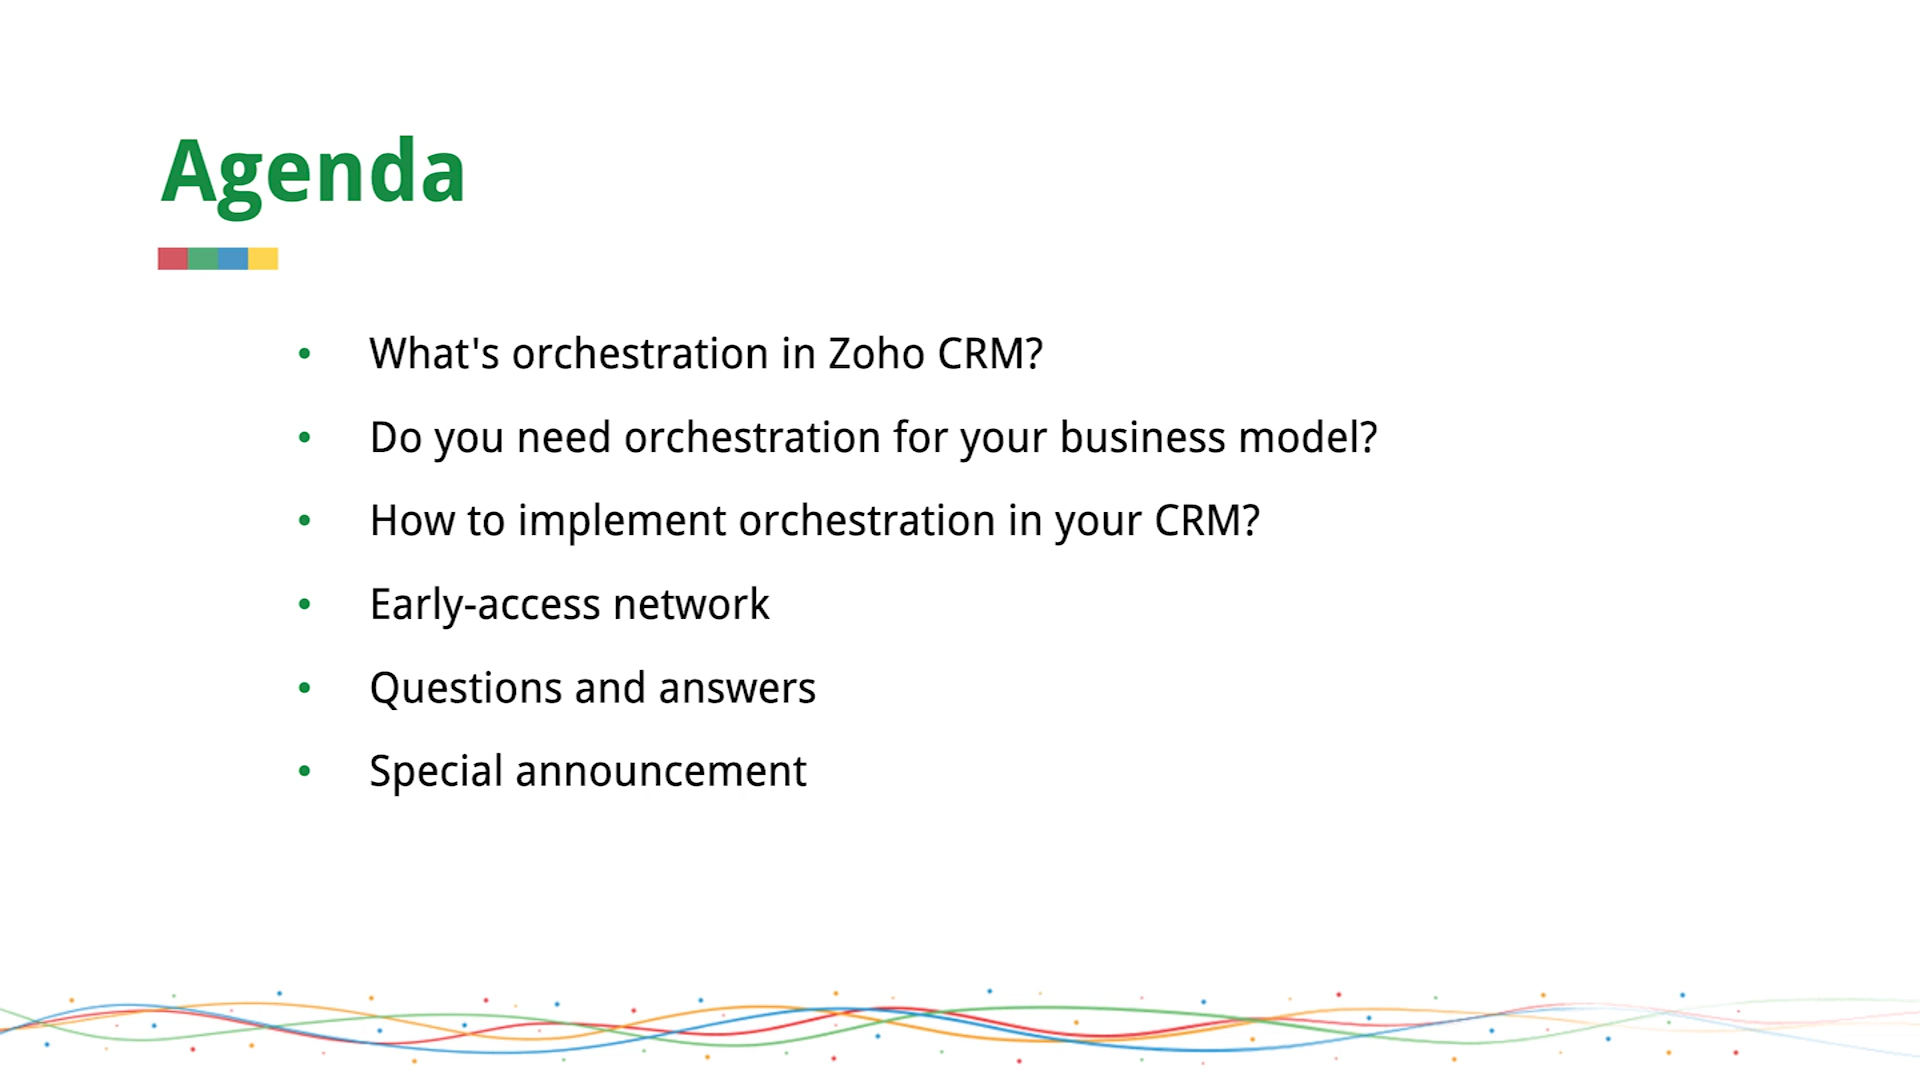 Agenda
• What's orchestration in Zoho CRM?
• Do you need orchestration for your business model?
• How to implement orchestration in your CRM?
• Early-access network
• Questions and answers
• Special announcement